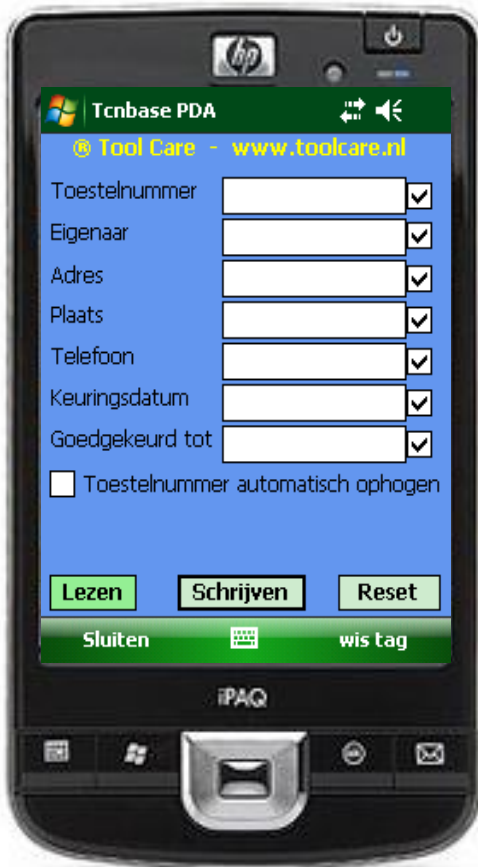 hp
Tcnbase PDA
® Tool Care - www.toolcare.nl
Toestelnummer
Eigenaar
Adres
Plaats
Telefoon
Keuringsdatum
Goedgekeurd tot
Toestelnummer automatisch ophogen
Lezen Schrijven Reset
Sluiten wis tag
iPAQ